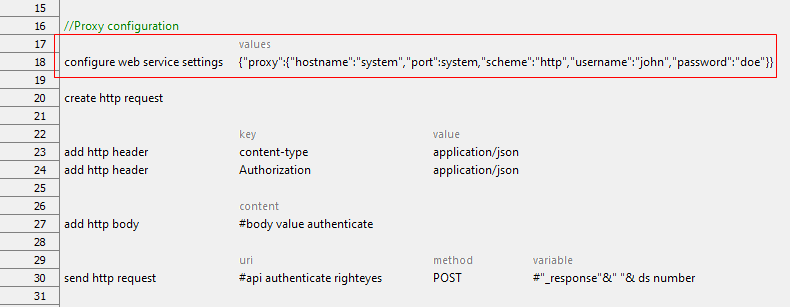 15
16 //Proxy configuration
17 values
18 configure web service settings {"proxy":{"hostname":"system","port":system,"scheme":"http","username":"john","password":"doe"}}
19
20 create http request
21
22 key value
23 add http header content-type application/json
24 add http header Authorization application/json
25
26 content
27 add http body #body value authenticate
28
29 uri method variable
30 send http request #api authenticate righteyes POST #"_response"&" "& ds number
31